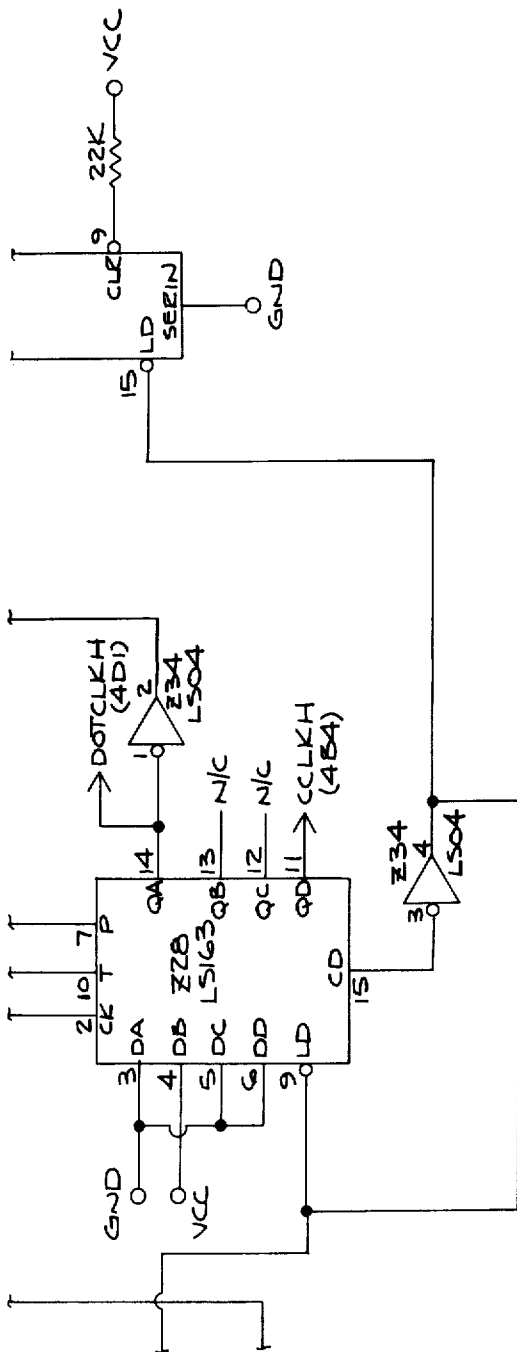 GND
VCC
3
4
5
6
9
DA
DB
DC
DD
LD
2
CK
10
T
7
P
Z28
LS163
QA
QB
QC
QD
CD
14
13
12
11
15
DOTCLKH
(4D1)
1
2
Z34
LS04
N/C
N/C
CCLKH
(4B4)
3
4
Z34
LS04
15
LD
CLR
SERIN
9
22K
VCC
GND